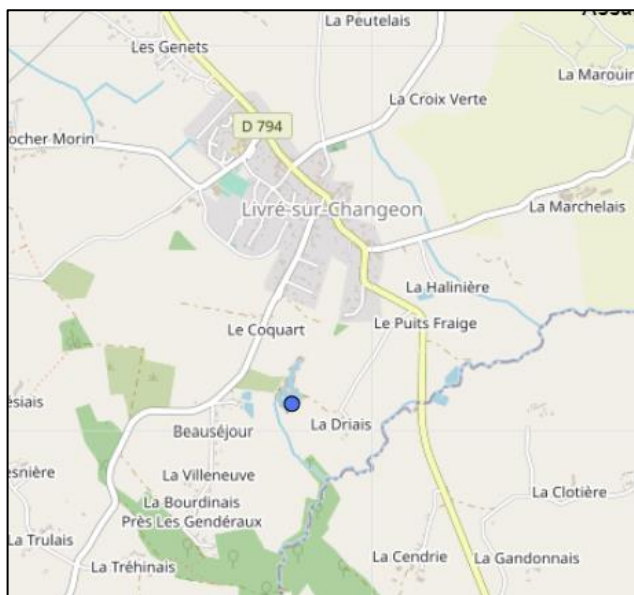 La Peutelais
Les Genets
La Marouir
La Croix Verte
D 794
ocher Morin
Livré-sur-Changeon
La Marchelais
La Halinière
Le Coquart
Le Puits Fraige
ésiais
Beauséjour
La Driais
esnière
La Villeneuve
La Clotière
La Bourdinais
Près Les Gendéraux
La Trulais
La Tréhinais
La Cendrie
La Gandonnais